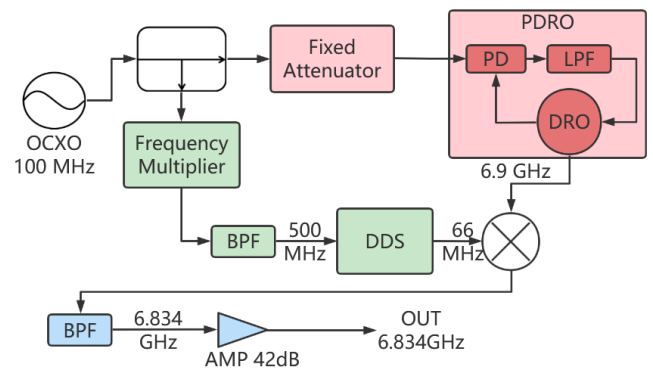 PDRO
Fixed
Attenuator
PD
LPF
DRO
OCXO
100 MHz
Frequency
Multiplier
6.9 GHz
BPF
500
MHz
DDS
66
MHz
BPF
6.834
GHz
AMP 42dB
OUT
6.834GHz